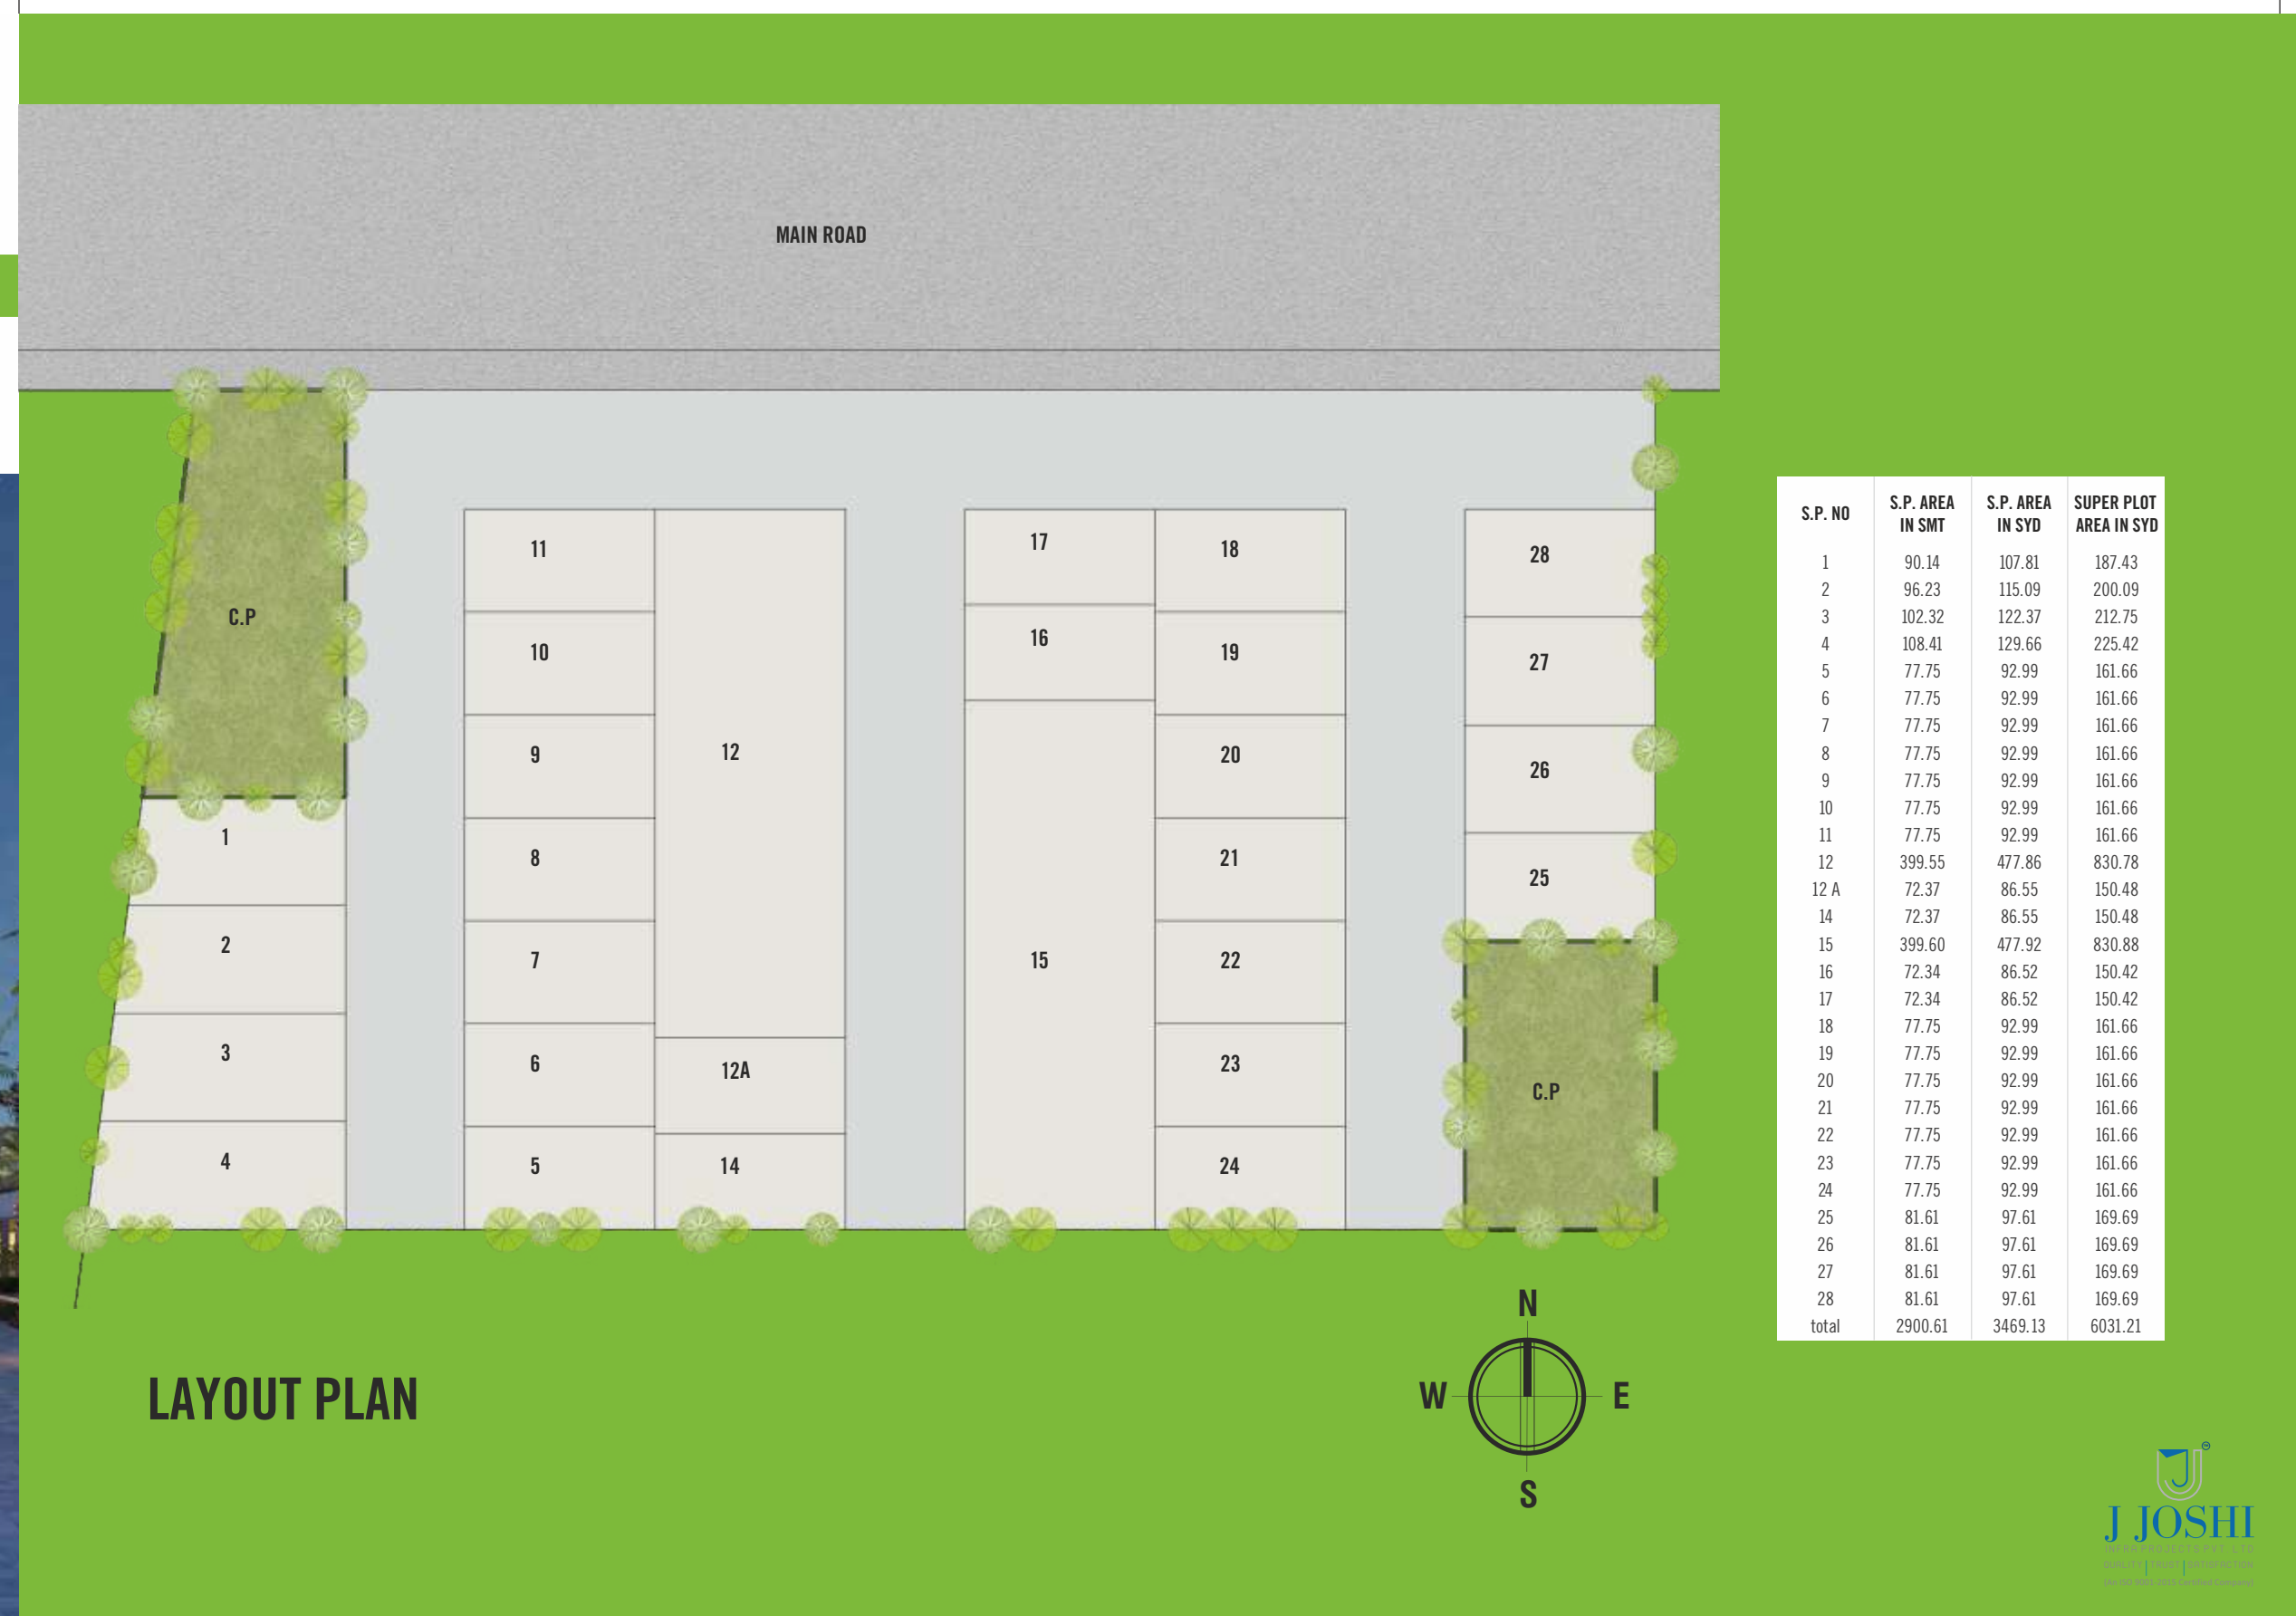 MAIN ROAD
C.P
1
2
3
4
11
10
9
8
7
6
5
12
12A
14
17
16
15
18
19
20
21
22
23
24
28
27
26
25
C.P
S.P. NO S.P. AREA IN SMT S.P. AREA IN SYD SUPER PLOT AREA IN SYD
1 90.14 107.81 187.43
2 96.23 115.09 200.09
3 102.32 122.37 212.75
4 108.41 129.66 225.42
5 77.75 92.99 161.66
6 77.75 92.99 161.66
7 77.75 92.99 161.66
8 77.75 92.99 161.66
9 77.75 92.99 161.66
10 77.75 92.99 161.66
11 77.75 92.99 161.66
12 399.55 477.86 830.78
12 A 72.37 86.55 150.48
14 72.37 86.55 150.48
15 399.60 477.92 830.88
16 72.34 86.52 150.42
17 72.34 86.52 150.42
18 77.75 92.99 161.66
19 77.75 92.99 161.66
20 77.75 92.99 161.66
21 77.75 92.99 161.66
22 77.75 92.99 161.66
23 77.75 92.99 161.66
24 77.75 92.99 161.66
25 81.61 97.61 169.69
26 81.61 97.61 169.69
27 81.61 97.61 169.69
28 81.61 97.61 169.69
total 2900.61 3469.13 6031.21
N
W E
S
LAYOUT PLAN
J JOSHI
INFRA PROJECTS PVT. LTD
QUALITY | TRUST | SATISFACTION
(An ISO 9001-2015 Certified Company)